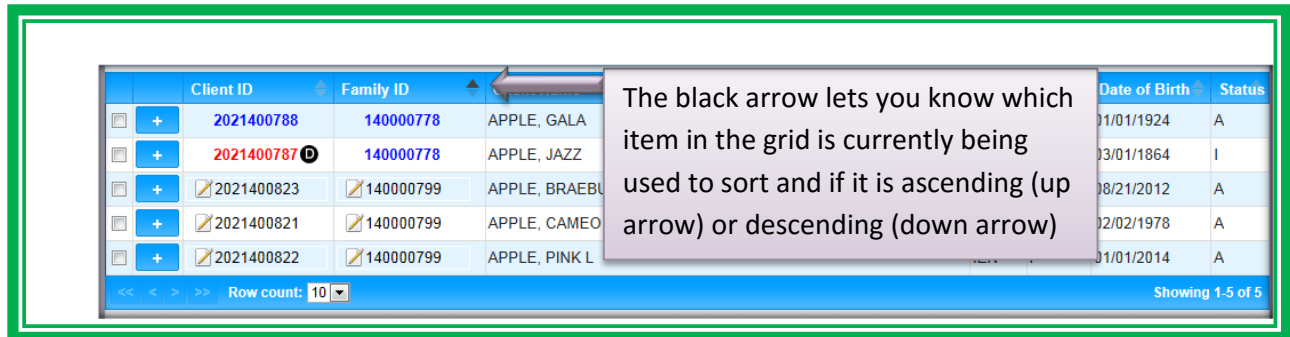 Client ID Family ID Date of Birth Status
+ 2021400788 140000778 APPLE, GALA 01/01/1924 A
+ 2021400787 D 140000778 APPLE, JAZZ 03/01/1864 I
+ 2021400823 140000799 APPLE, BRAEBU 08/21/2012 A
+ 2021400821 140000799 APPLE, CAMEO 02/02/1978 A
+ 2021400822 140000799 APPLE, PINK L 01/01/2014 A
<< < > >> Row count: 10 Showing 1-5 of 5
The black arrow lets you know which
item in the grid is currently being
used to sort and if it is ascending (up
arrow) or descending (down arrow)